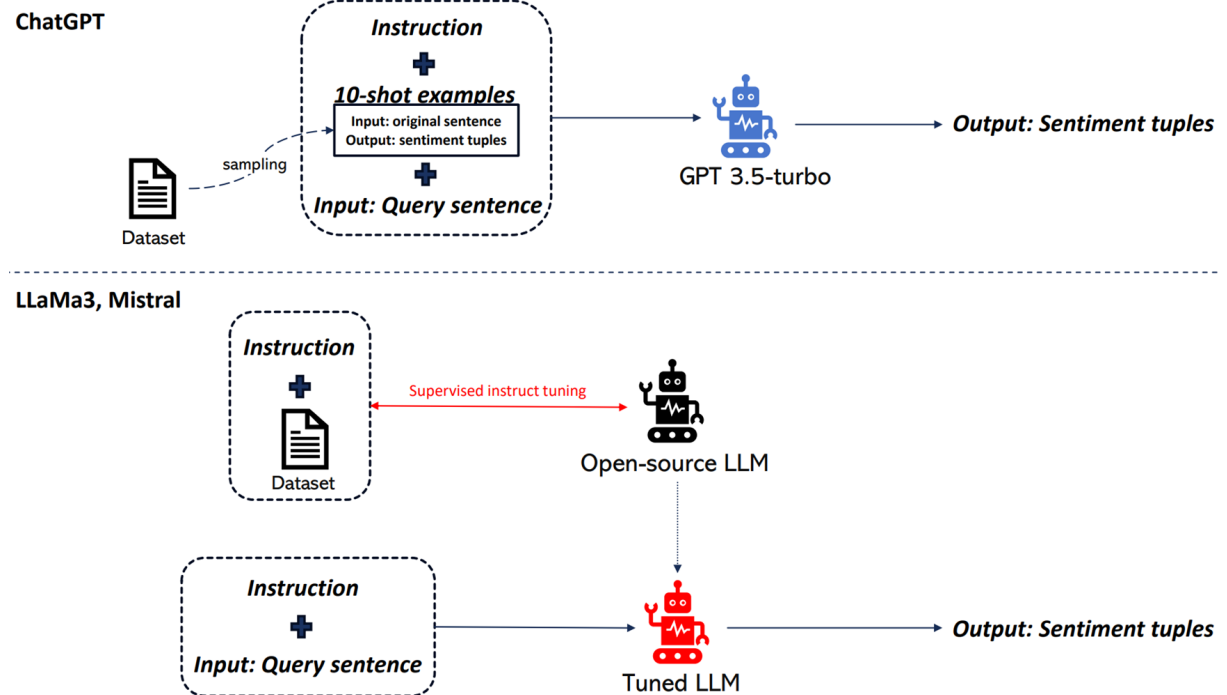 ChatGPT
Instruction
10-shot examples
Input: original sentence
Output: sentiment tuples
sampling
Input: Query sentence
Dataset
GPT 3.5-turbo
Output: Sentiment tuples
LLaMa3, Mistral
Instruction
Dataset
Supervised instruct tuning
Open-source LLM
Instruction
Input: Query sentence
Tuned LLM
Output: Sentiment tuples